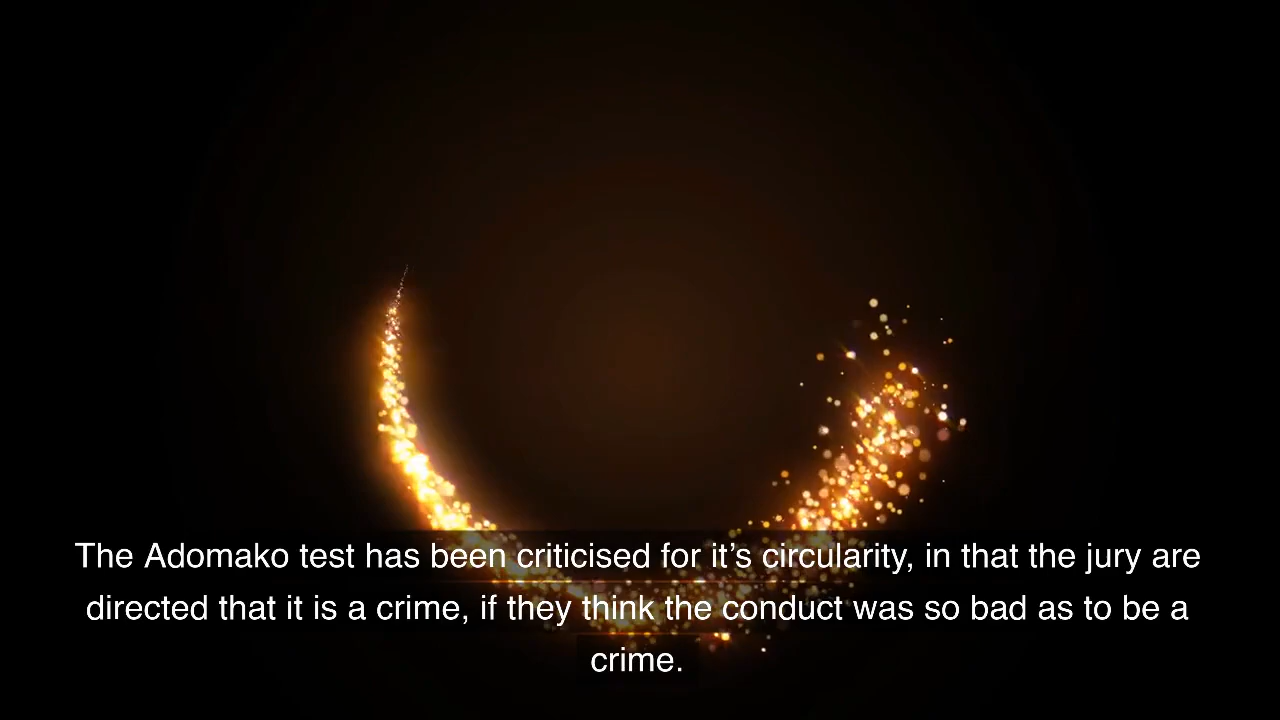 The Adomako test has been criticised for it’s circularity, in that the jury are
directed that it is a crime, if they think the conduct was so bad as to be a
crime.